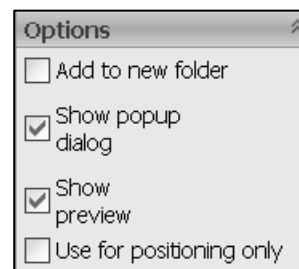 Options
Add to new folder
Show popup
dialog
Show
preview
Use for positioning only